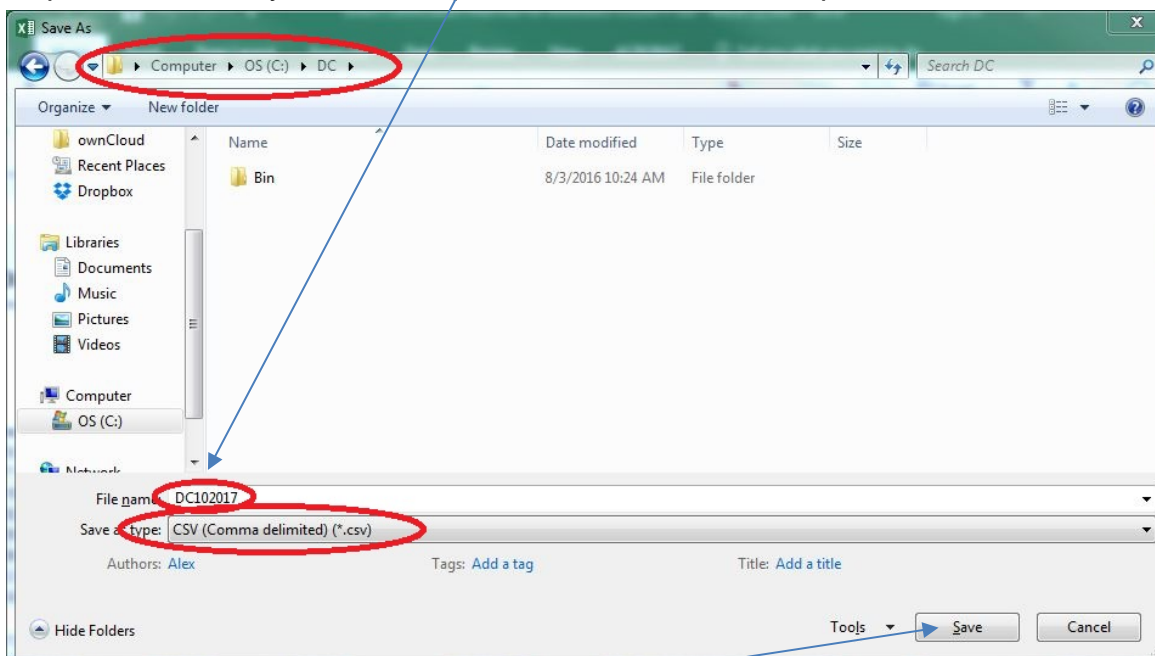 Save As
Computer ▸ OS (C:) ▸ DC ▸ Search DC
Organize New folder
Name Date modified Type Size
ownCloud
Recent Places
Dropbox
Bin 8/3/2016 10:24 AM File folder
Libraries
Documents
Music
Pictures
Videos
Computer
OS (C:)
Network
File name: DC102017
Save as type: CSV (Comma delimited) (*.csv)
Authors: Alex Tags: Add a tag Title: Add a title
Hide Folders Tools Save Cancel